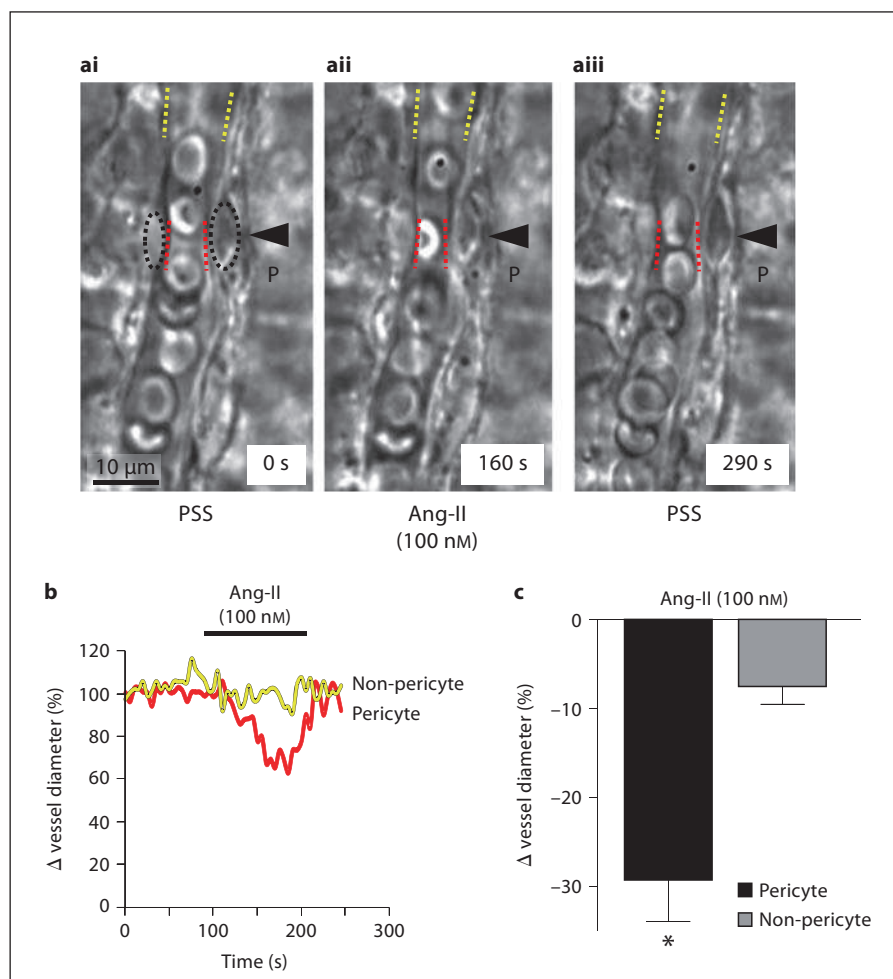 ai
aii
aiii
P
P
P
10 µm
0 s
160 s
290 s
PSS
Ang-II
(100 nM)
PSS
b
Ang-II
(100 nM)
120
100
80
60
40
20
0
Δ vessel diameter (%)
Non-pericyte
Pericyte
0
100
200
300
Time (s)
c
Ang-II (100 nM)
0
−10
−20
−30
Δ vessel diameter (%)
*
Pericyte
Non-pericyte